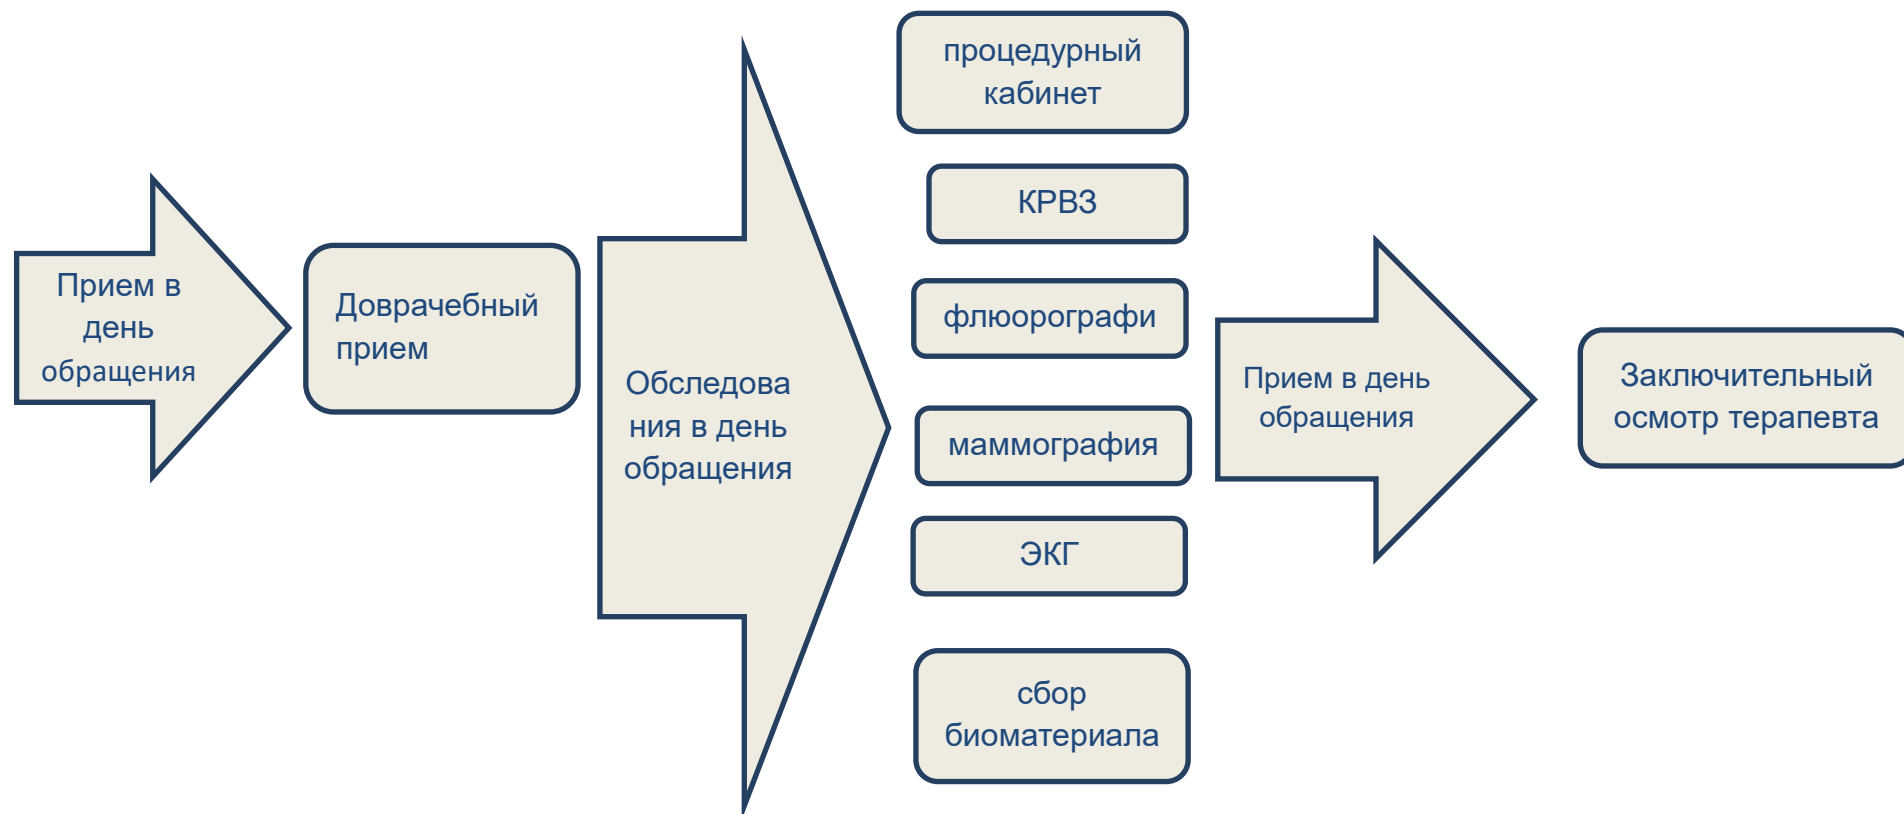 Прием в
день
обращения
Доврачебный
прием
Обследова
ния в день
обращения
процедурный
кабинет
КРВЗ
флюорографи
маммография
ЭКГ
сбор
биоматериала
Прием в день
обращения
Заключительный
осмотр терапевта